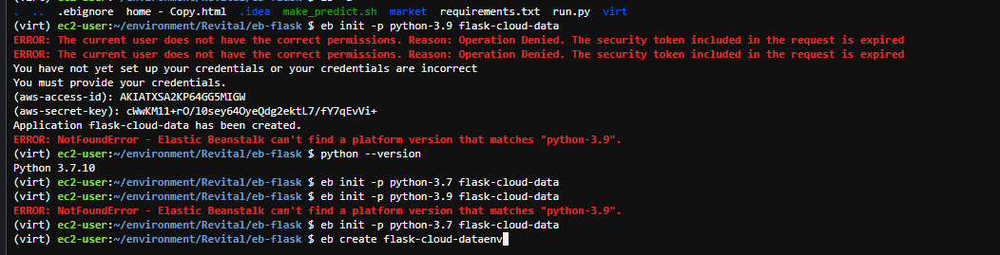 . .. .ebignore home - Copy.html .idea make_predict.sh market requirements.txt run.py virt
(virt) ec2-user:~/environment/Revital/eb-flask $ eb init -p python-3.9 flask-cloud-data
ERROR: The current user does not have the correct permissions. Reason: Operation Denied. The security token included in the request is expired
ERROR: The current user does not have the correct permissions. Reason: Operation Denied. The security token included in the request is expired
You have not yet set up your credentials or your credentials are incorrect
You must provide your credentials.
(aws-access-id): AKIATXSA2KP64GG5MIGW
(aws-secret-key): cWwKM11+rO/l0sey64OyeQdg2ektL7/fY7qEvVi+
Application flask-cloud-data has been created.
ERROR: NotFoundError - Elastic Beanstalk can't find a platform version that matches "python-3.9".
(virt) ec2-user:~/environment/Revital/eb-flask $ python --version
Python 3.7.10
(virt) ec2-user:~/environment/Revital/eb-flask $ eb init -p python-3.7 flask-cloud-data
(virt) ec2-user:~/environment/Revital/eb-flask $ eb init -p python-3.9 flask-cloud-data
ERROR: NotFoundError - Elastic Beanstalk can't find a platform version that matches "python-3.9".
(virt) ec2-user:~/environment/Revital/eb-flask $ eb init -p python-3.7 flask-cloud-data
(virt) ec2-user:~/environment/Revital/eb-flask $ eb create flask-cloud-dataenv